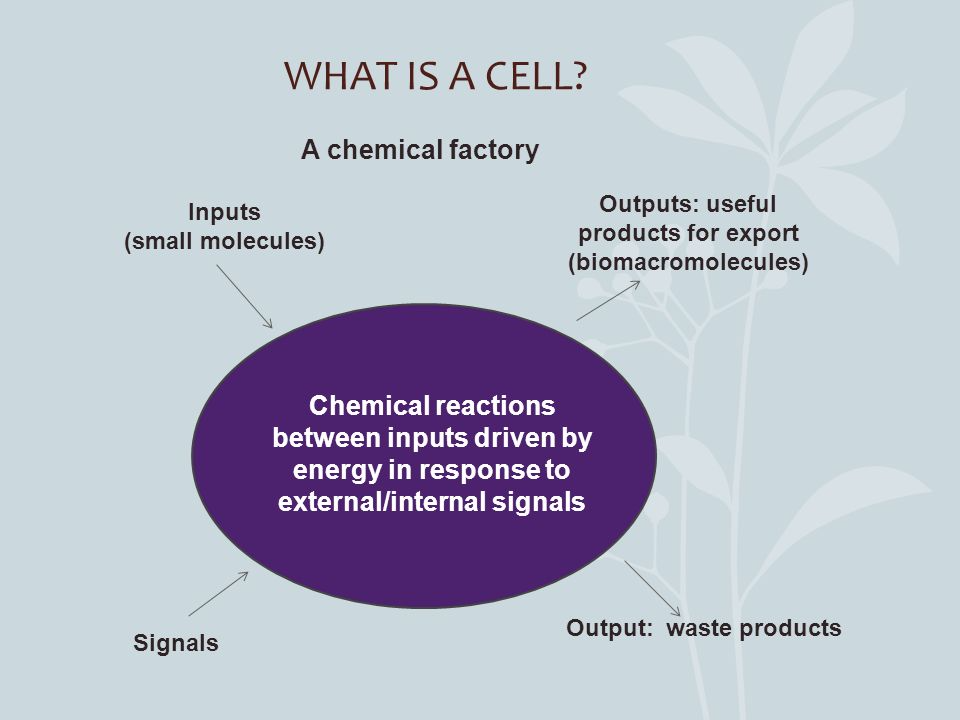 WHAT IS A CELL?
A chemical factory
Inputs
(small molecules)
Outputs: useful
products for export
(biomacromolecules)
Chemical reactions
between inputs driven by
energy in response to
external/internal signals
Signals
Output:  waste products